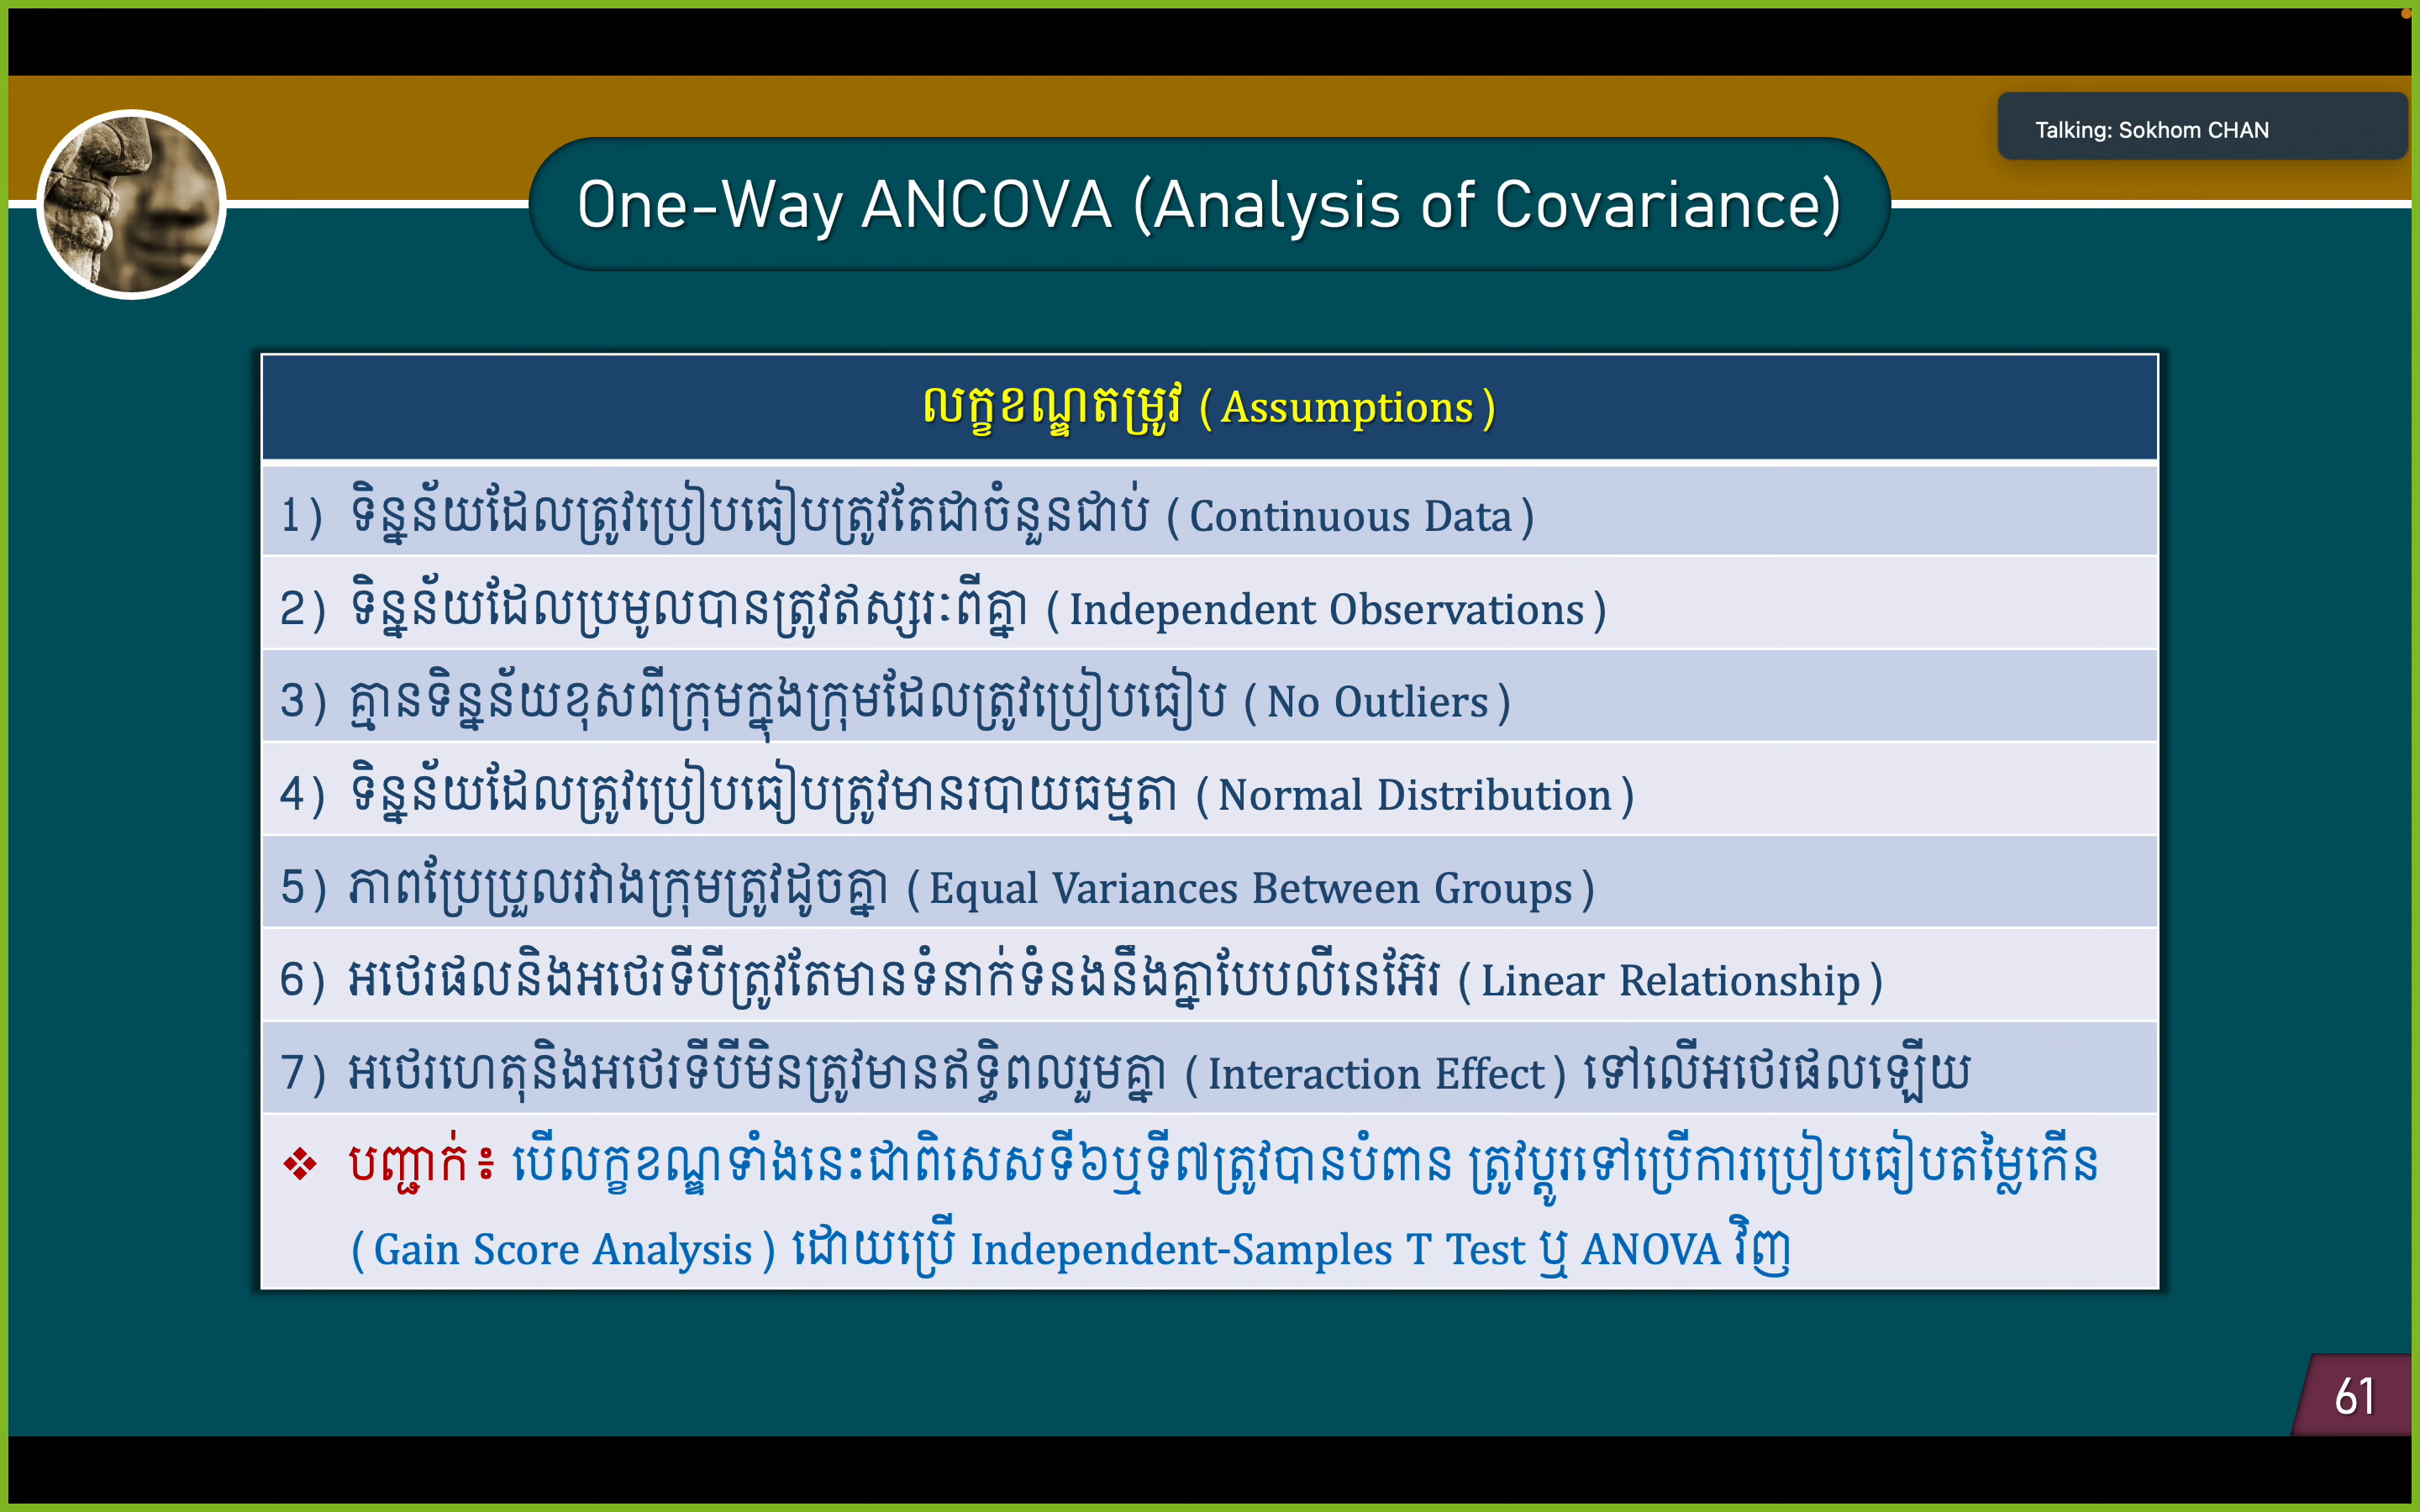 Talking: Sokhom CHAN
One-Way ANCOVA (Analysis of Covariance)
លក្ខខណ្ឌតម្រូវ (Assumptions)
1) ទិន្នន័យដែលត្រូវប្រៀបធៀបត្រូវតែជាចំនួនជាប់ (Continuous Data)
2) ទិន្នន័យដែលប្រមូលបានត្រូវឥស្សរៈពីគ្នា (Independent Observations)
3) គ្មានទិន្នន័យខុសពីក្រុមក្នុងក្រុមដែលត្រូវប្រៀបធៀប (No Outliers)
4) ទិន្នន័យដែលត្រូវប្រៀបធៀបត្រូវមានរបាយធម្មតា (Normal Distribution)
5) ភាពប្រែប្រួលរវាងក្រុមត្រូវដូចគ្នា (Equal Variances Between Groups)
6) អថេរផលនិងអថេរទីបីត្រូវតែមានទំនាក់ទំនងនឹងគ្នាបែបលីនេអ៊ែរ (Linear Relationship)
7) អថេរហេតុនិងអថេរទីបីមិនត្រូវមានឥទ្ធិពលរួមគ្នា (Interaction Effect) ទៅលើអថេរផលឡើយ
❖ បញ្ជាក់៖ បើលក្ខខណ្ឌទាំងនេះជាពិសេសទី៦ឬទី៧ត្រូវបានបំពាន ត្រូវប្ដូរទៅប្រើការប្រៀបធៀបតម្លៃកើន
(Gain Score Analysis) ដោយប្រើ Independent-Samples T Test ឬ ANOVA វិញ
61